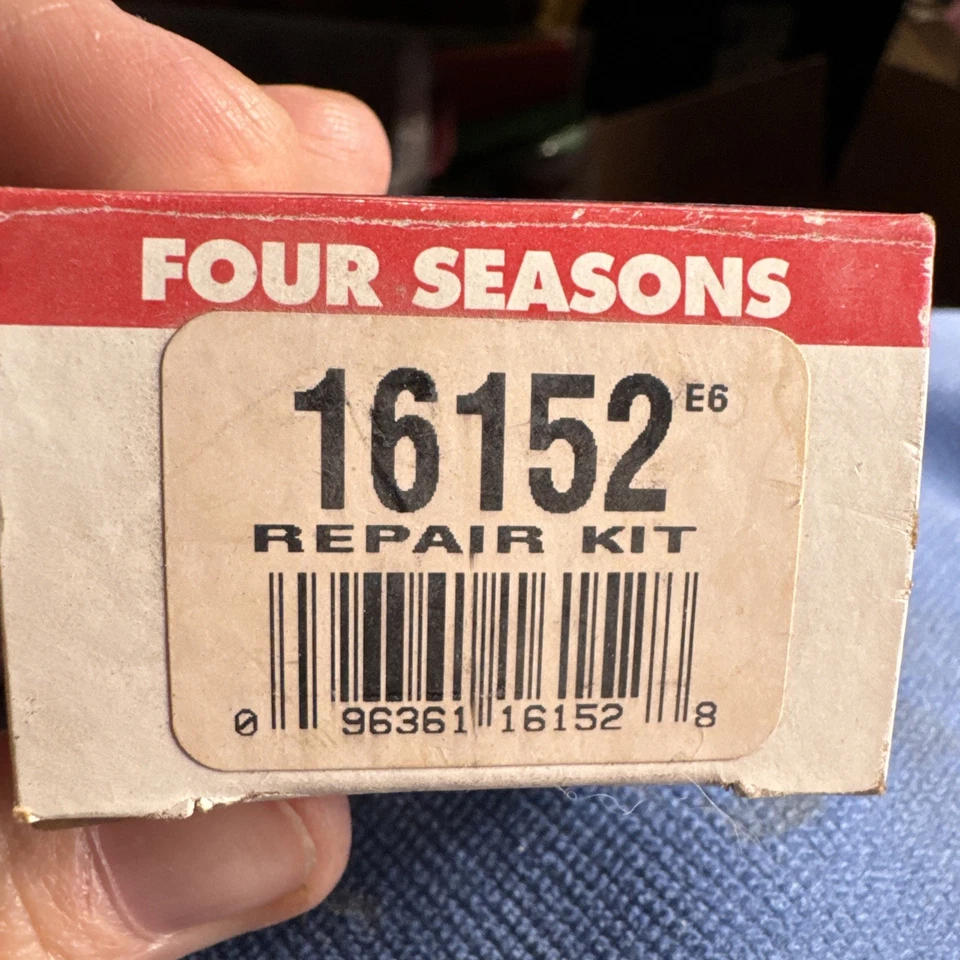 FOUR SEASONS
16152 E6
REPAIR KIT
0 96361 16152 8